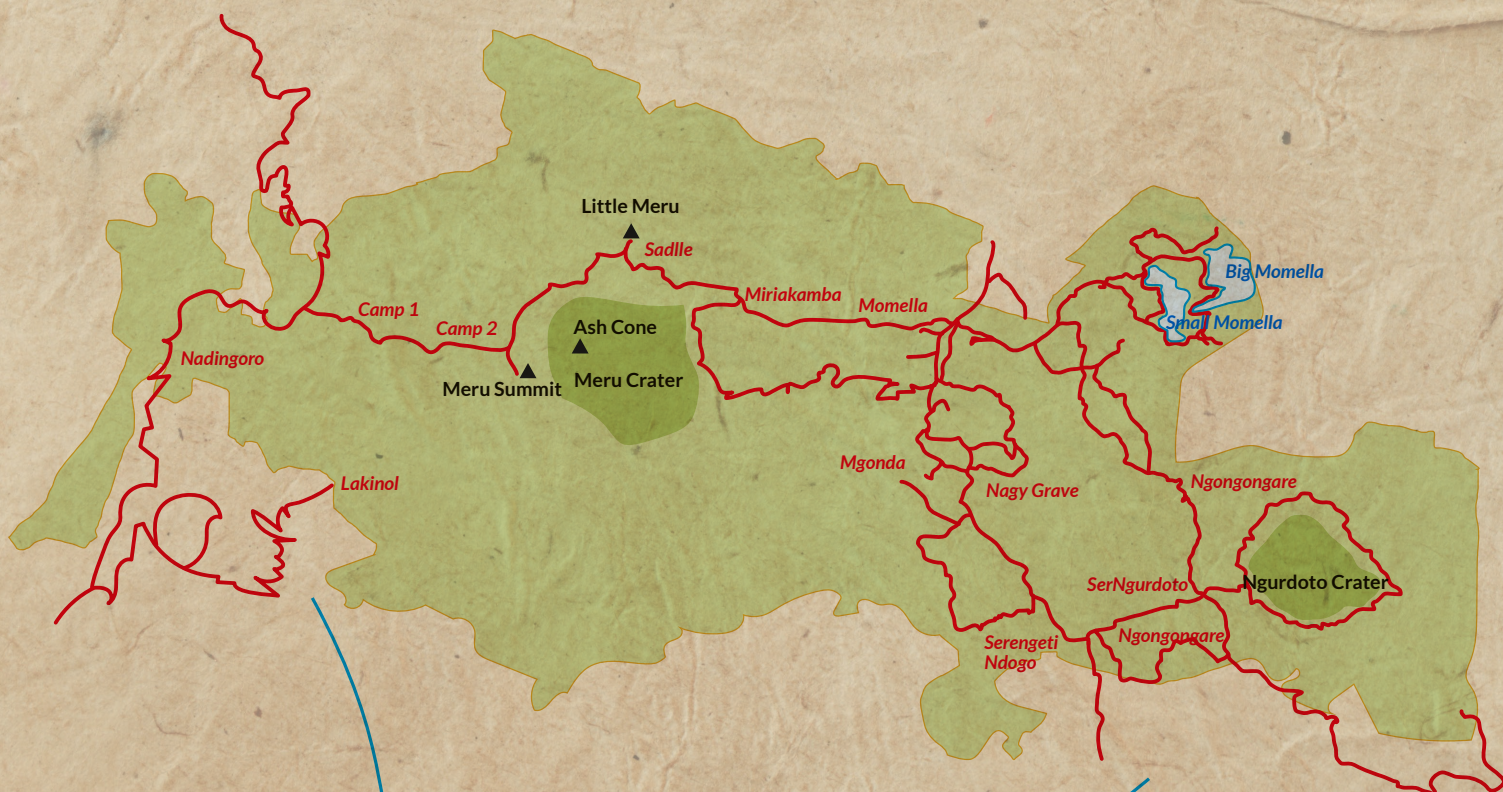 Little Meru
Sadlle
Big Momella
Miriakamba
Momella
Camp 1
Camp 2
Ash Cone
Small Momella
Nadingoro
Meru Summit
Meru Crater
Mgonda
Lakinol
Nagy Grave
Ngongongare
SerNgurdoto
Ngurdoto Crater
Ngongongare
Serengeti
Ndogo